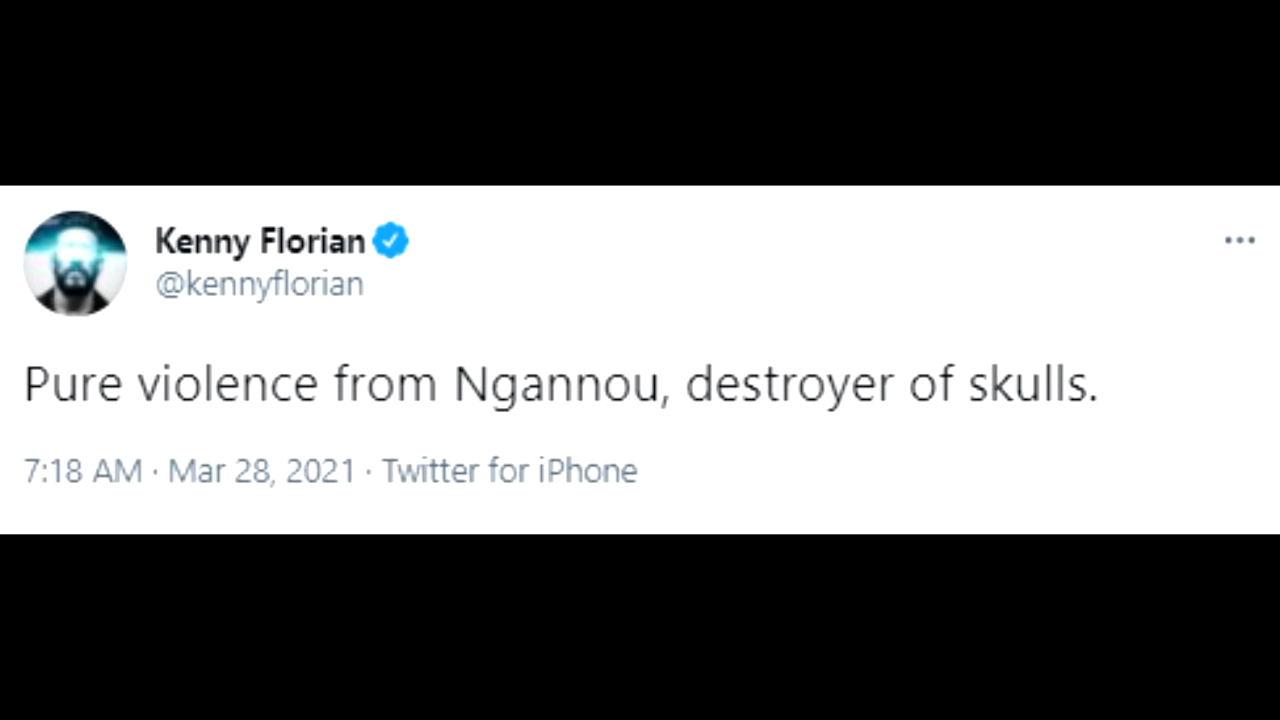 Kenny Florian
@kennyflorian
Pure violence from Ngannou, destroyer of skulls.
7:18 AM · Mar 28, 2021 · Twitter for iPhone